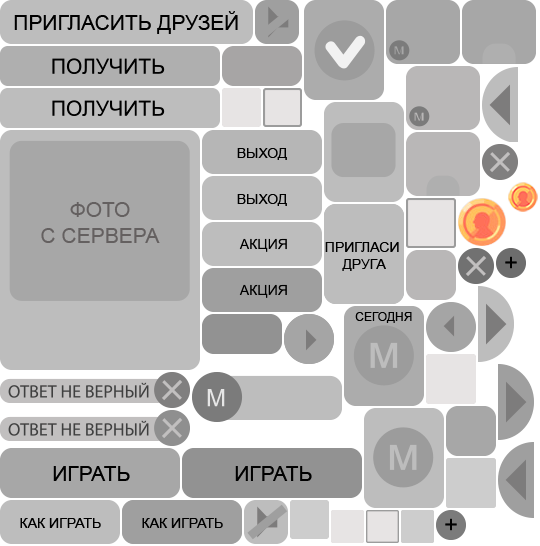 ПРИГЛАСИТЬ ДРУЗЕЙ
ПОЛУЧИТЬ
M
ПОЛУЧИТЬ
M
ВЫХОД
ФОТО
С СЕРВЕРА
ВЫХОД
АКЦИЯ
ПРИГЛАСИ
ДРУГА
АКЦИЯ
СЕГОДНЯ
M
ОТВЕТ НЕ ВЕРНЫЙ
M
ОТВЕТ НЕ ВЕРНЫЙ
M
ИГРАТЬ
ИГРАТЬ
КАК ИГРАТЬ
КАК ИГРАТЬ